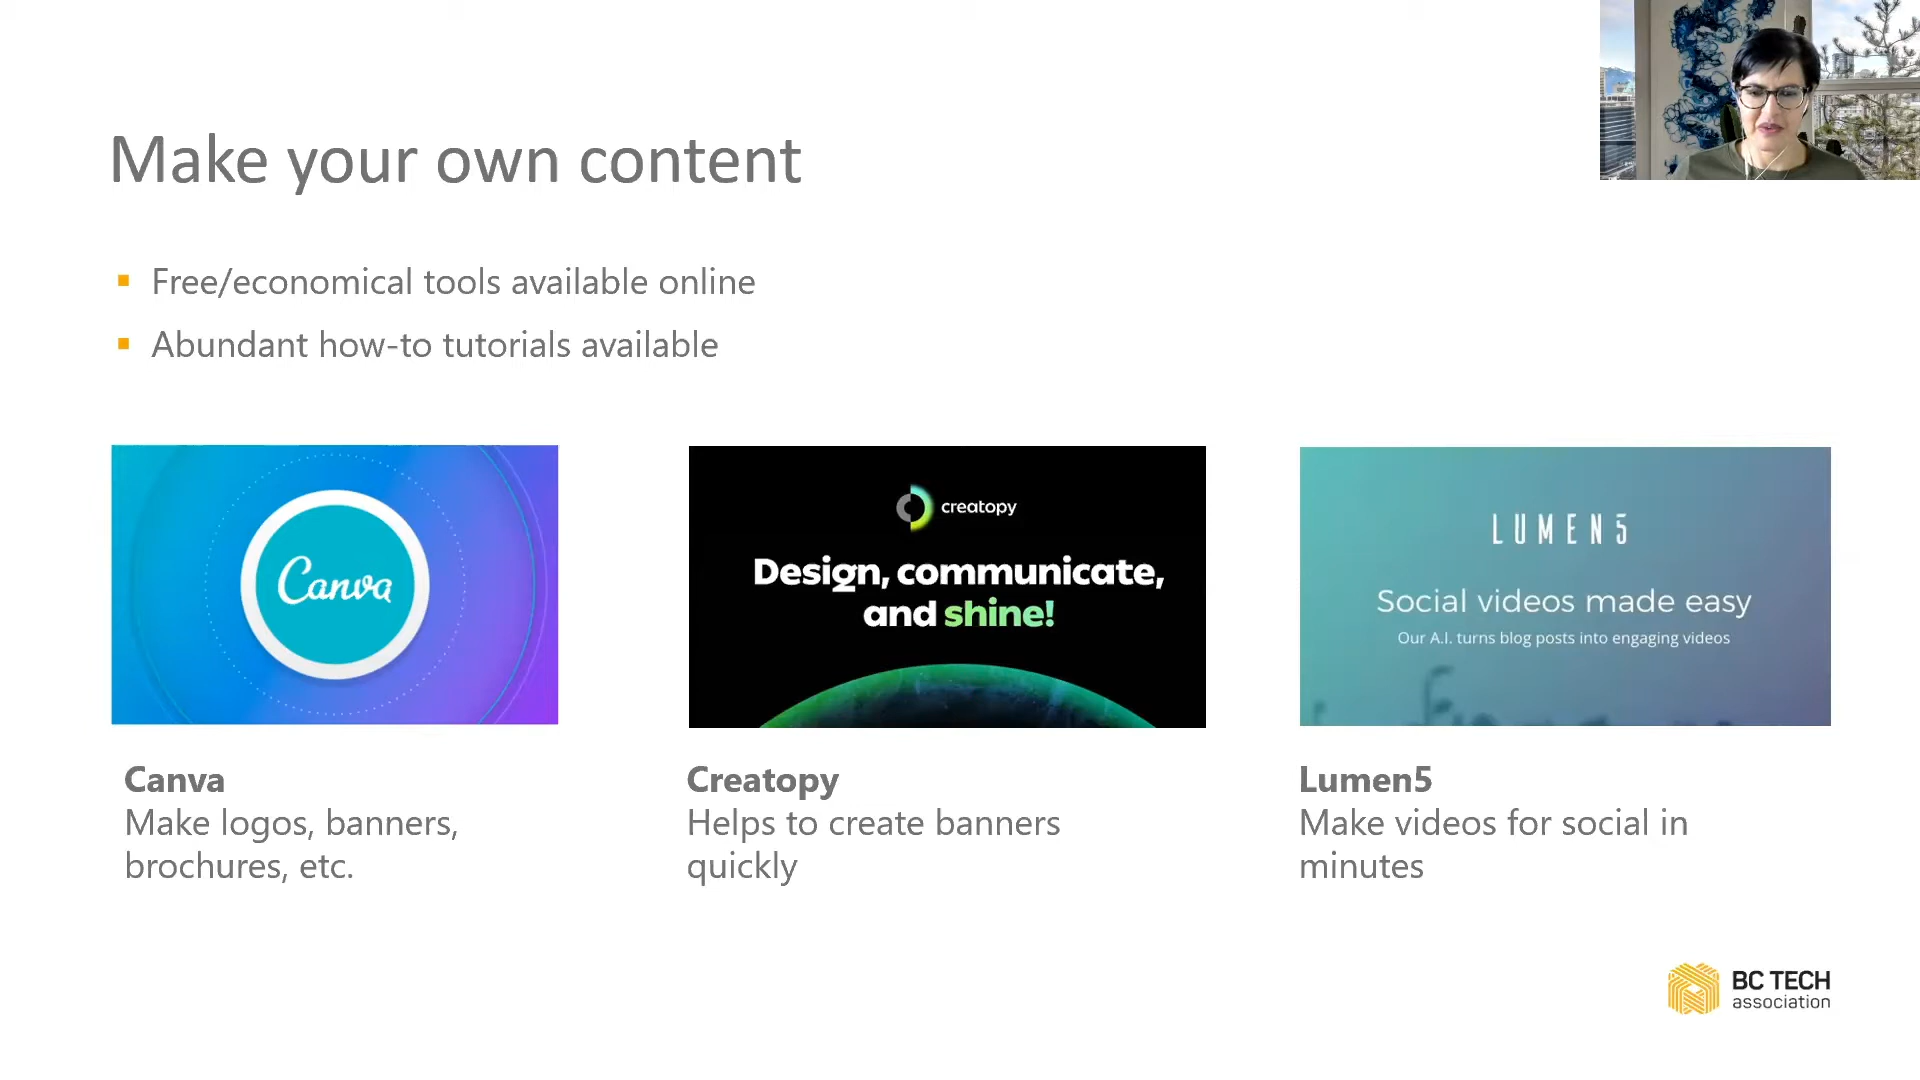 Make your own content
Free/economical tools available online
Abundant how-to tutorials available
Canva
creatopy
Design, communicate,
and shine!
LUMEN5
Social videos made easy
Our A.I. turns blog posts into engaging videos
Canva
Make logos, banners,
brochures, etc.
Creatopy
Helps to create banners
quickly
Lumen5
Make videos for social in
minutes
BC TECH
association